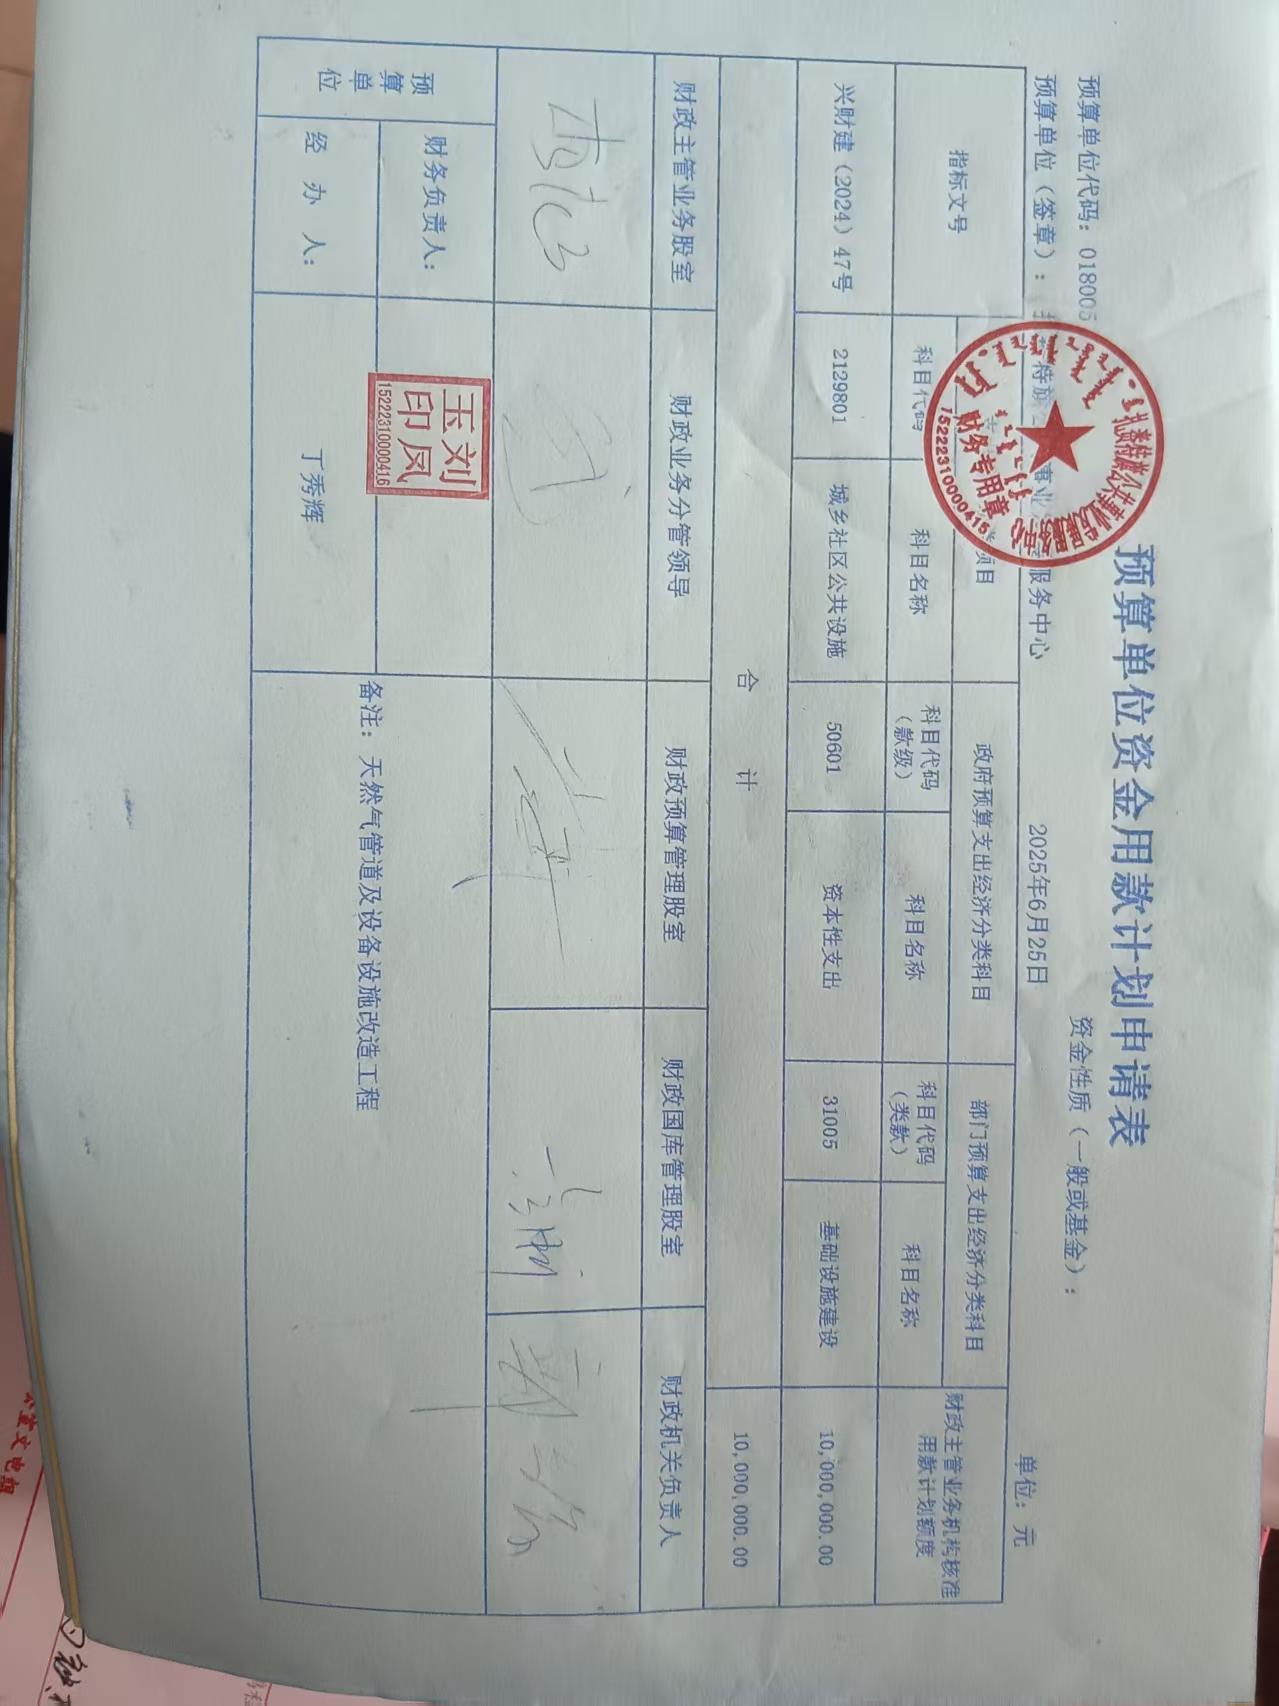 预算单位资金用款计划申请表
资金性质（一般或基金）：
预算单位代码：018005
预算单位（签章）：
特旗
事业
服务中心
2025年6月25日
单位：元
指标文号
项目
政府预算支出经济分类科目
部门预算支出经济分类科目
财政主管业务机构核准用款计划额度
科目代码
科目名称
科目代码（款级）
科目名称
科目代码（类款）
科目名称
兴财建（2024）47号
2129801
城乡社区公共设施
50601
资本性支出
31005
基础设施建设
10,000,000.00
合计
10,000,000.00
财政主管业务股室
财政业务分管领导
财政预算管理股室
财政国库管理股室
财政机关负责人
预算单位
财务负责人：
经办人：
丁秀辉
备注：天然气管道及设备设施改造工程
财务专用章
1522231000415
刘凤玉印
1522231000416